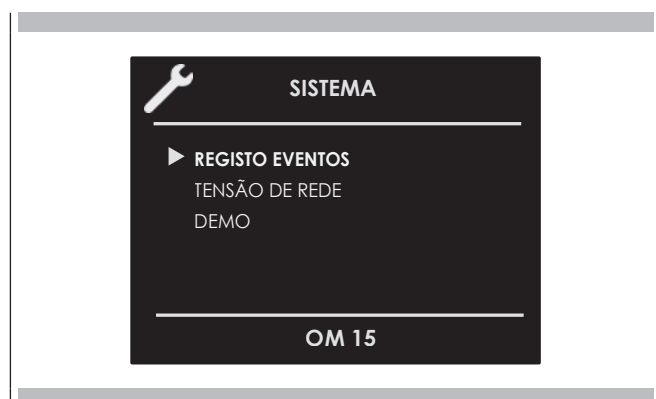 SISTEMA
REGISTO EVENTOS
TENSÃO DE REDE
DEMO
OM 15